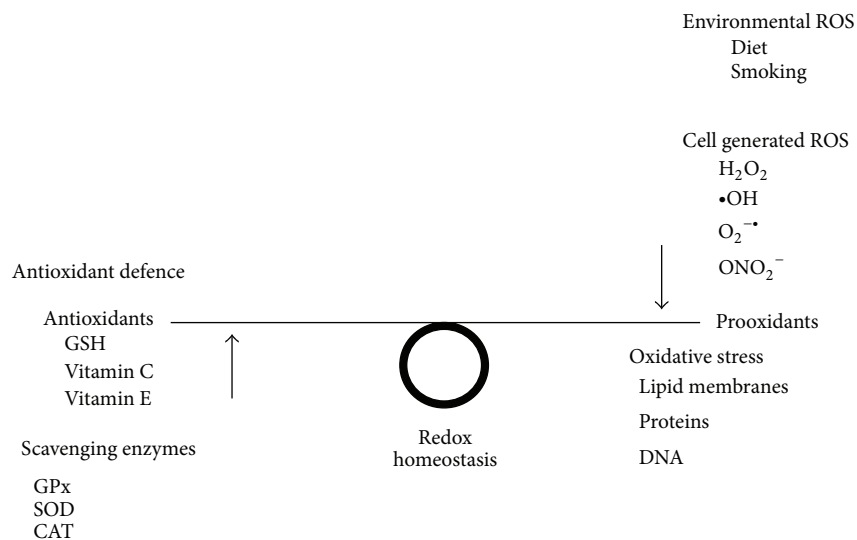 Environmental ROS
Diet
Smoking
Cell generated ROS
H₂O₂
•OH
O₂⁻•
ONO₂⁻
Antioxidant defence
Antioxidants
GSH
Vitamin C
Vitamin E
Scavenging enzymes
GPx
SOD
CAT
Redox
homeostasis
Prooxidants
Oxidative stress
Lipid membranes
Proteins
DNA